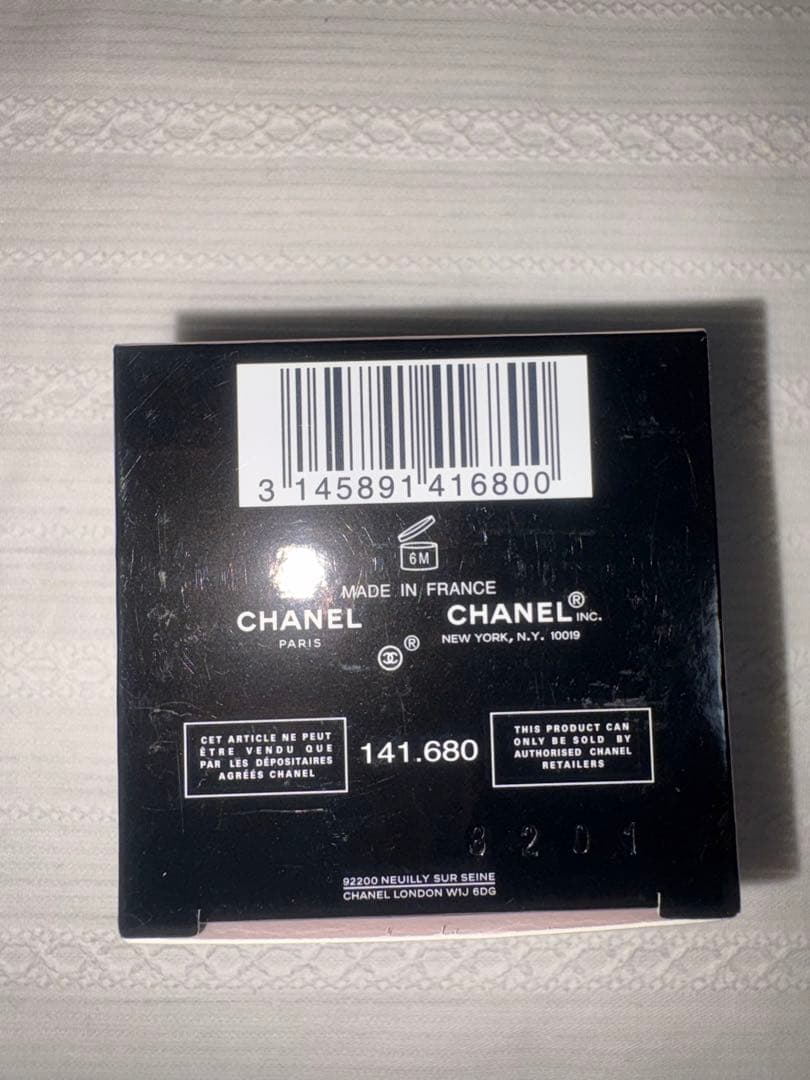 3 145891 416800
6M
MADE IN FRANCE
CHANEL
PARIS
CHANEL® INC.
NEW YORK, N.Y. 10019
®
CET ARTICLE NE PEUT
ÊTRE VENDU QUE
PAR LES DÉPOSITAIRES
AGRÉÉS CHANEL
141.680
THIS PRODUCT CAN
ONLY BE SOLD BY
AUTHORISED CHANEL
RETAILERS
3201
92200 NEUILLY SUR SEINE
CHANEL LONDON W1J 6DG